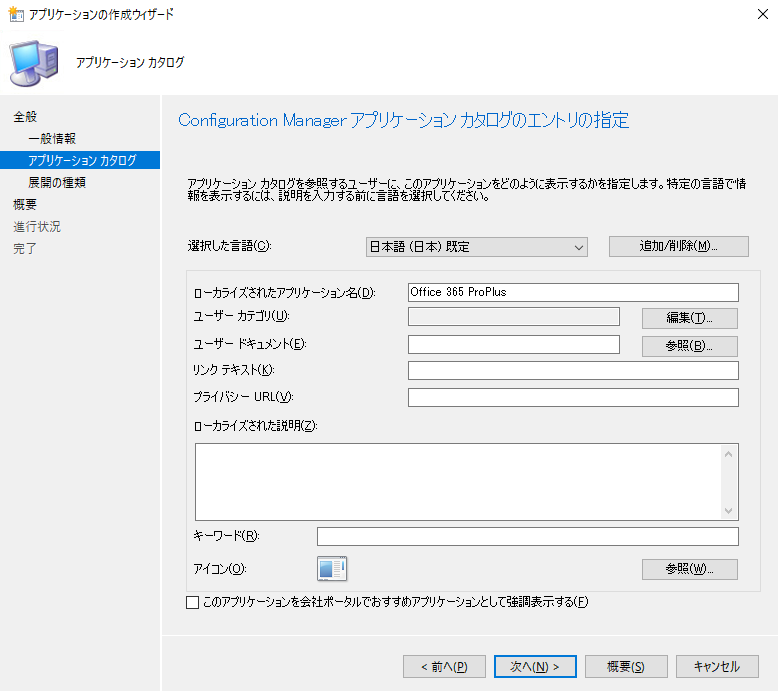 アプリケーションの作成ウィザード
アプリケーション カタログ
全般
一般情報
アプリケーション カタログ
展開の種類
概要
進行状況
完了
Configuration Manager アプリケーション カタログのエントリの指定
アプリケーション カタログを参照するユーザーに、このアプリケーションをどのように表示するかを指定します。特定の言語で情
報を表示するには、説明を入力する前に言語を選択してください。
選択した言語(C):
日本語 (日本) 既定
追加/削除(M)...
ローカライズされたアプリケーション名(D):
Office 365 ProPlus
ユーザー カテゴリ(U):
編集(T)...
ユーザー ドキュメント(E):
参照(B)...
リンク テキスト(K):
プライバシー URL(V):
ローカライズされた説明(Z):
キーワード(R):
アイコン(O):
参照(W)...
このアプリケーションを会社ポータルでおすすめアプリケーションとして強調表示する(F)
< 前へ(P)
次へ(N) >
概要(S)
キャンセル